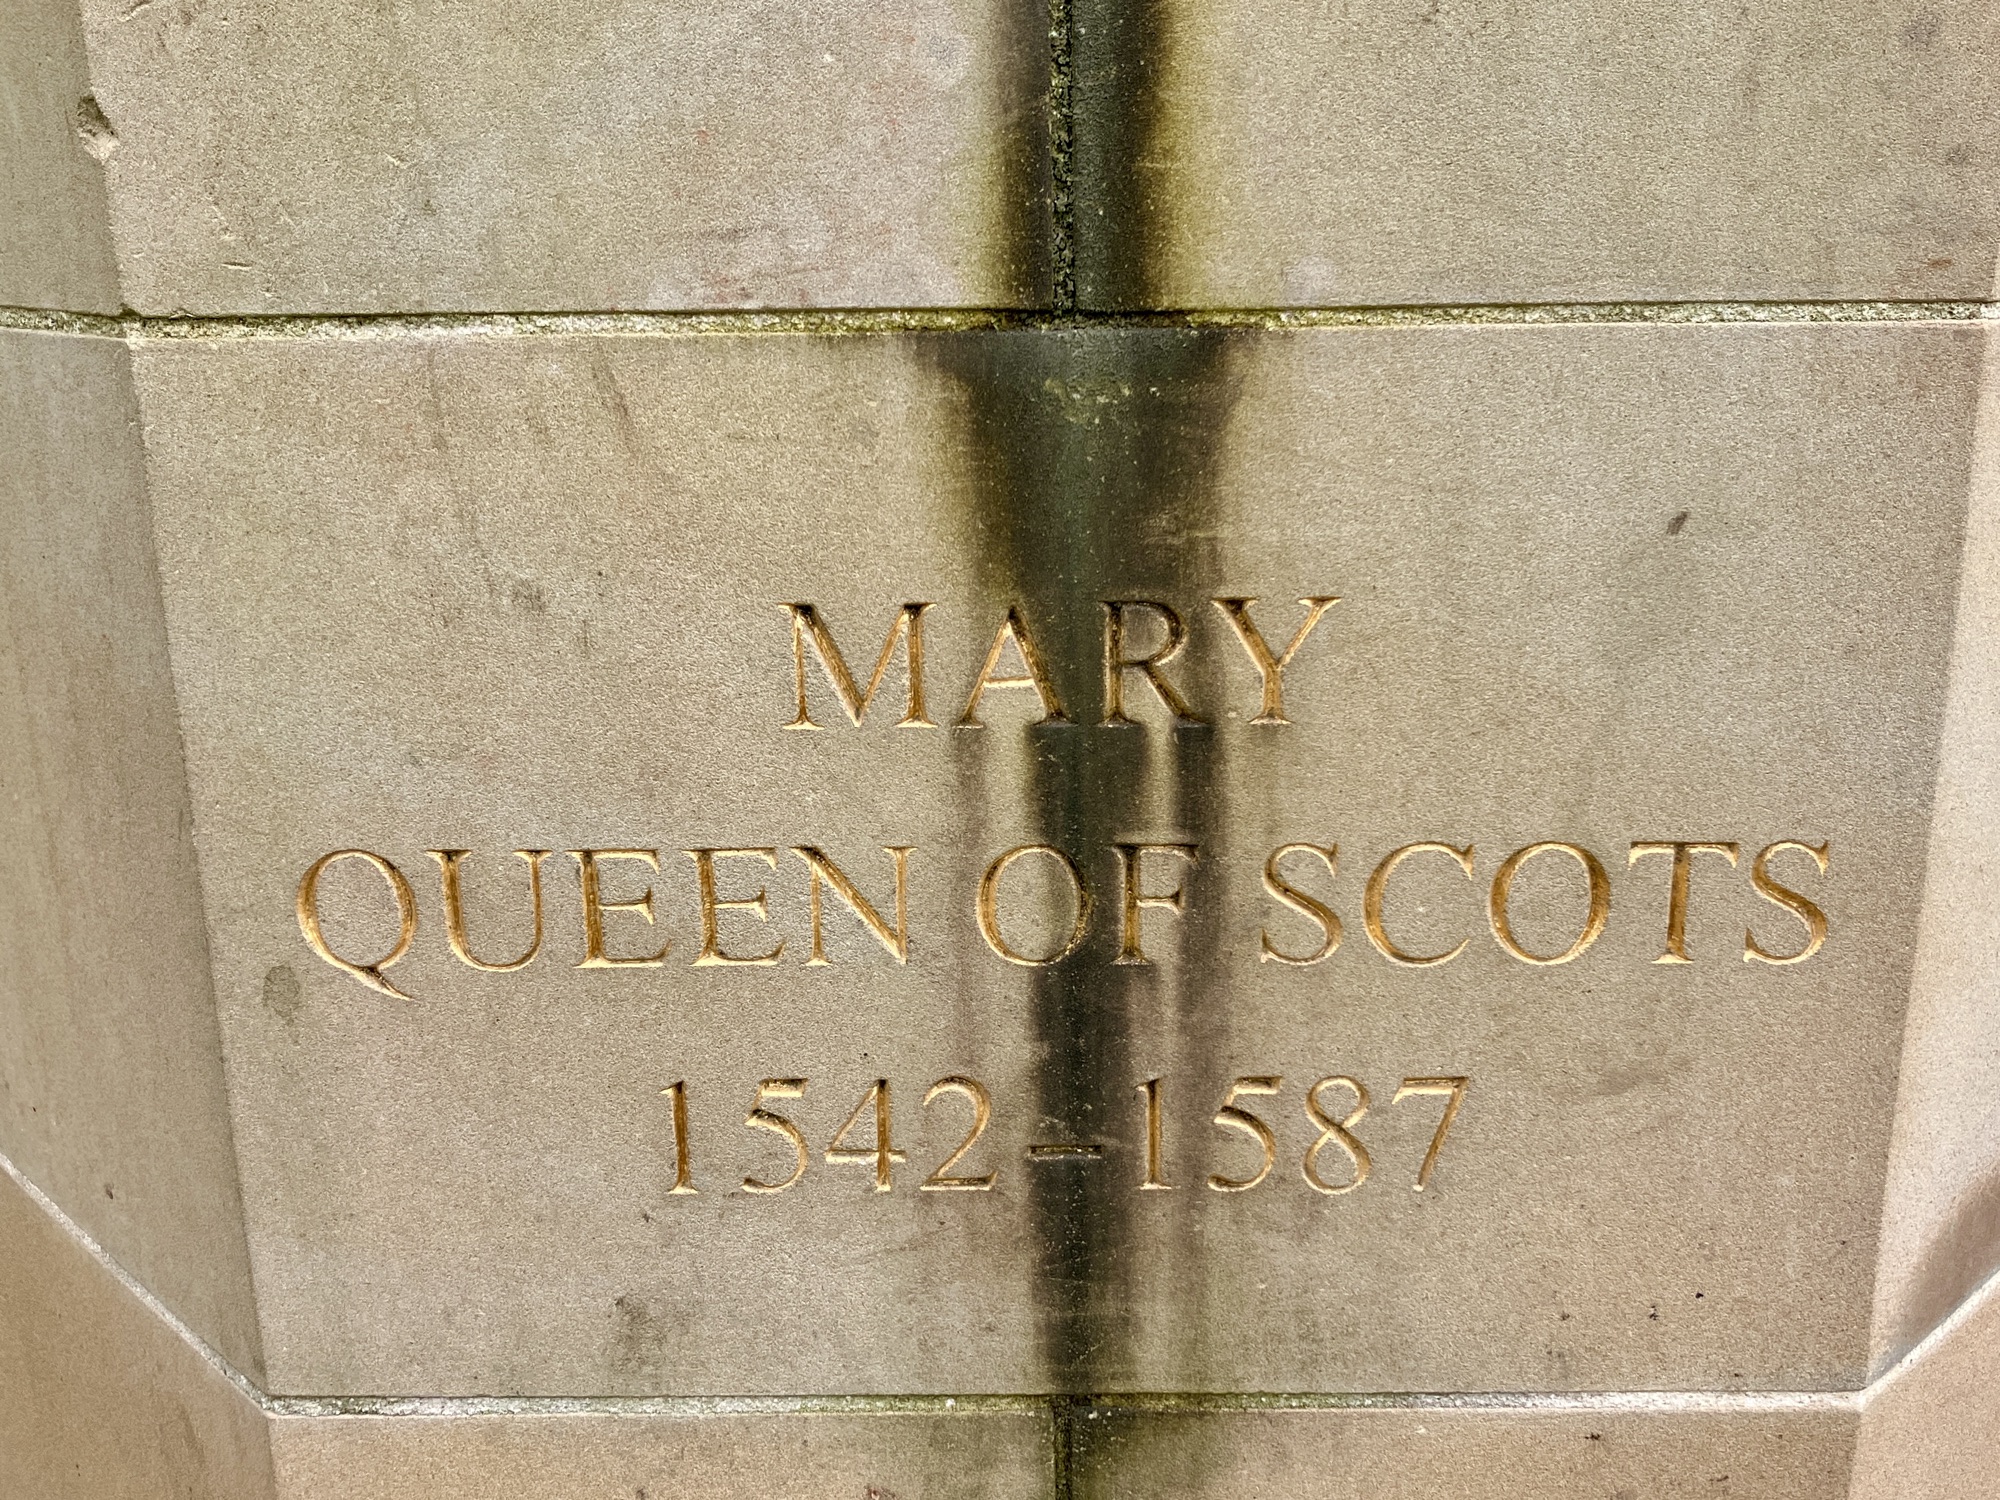 MARY
QUEEN OF SCOTS
1542–1587